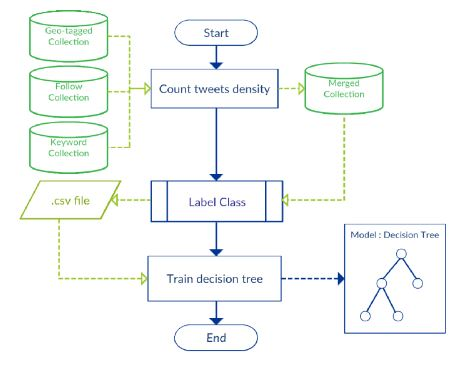 Geo-tagged
Collection
Start
Follow
Collection
Count tweets density
Merged
Collection
Keyword
Collection
.csv file
Label Class
Model : Decision Tree
Train decision tree
End